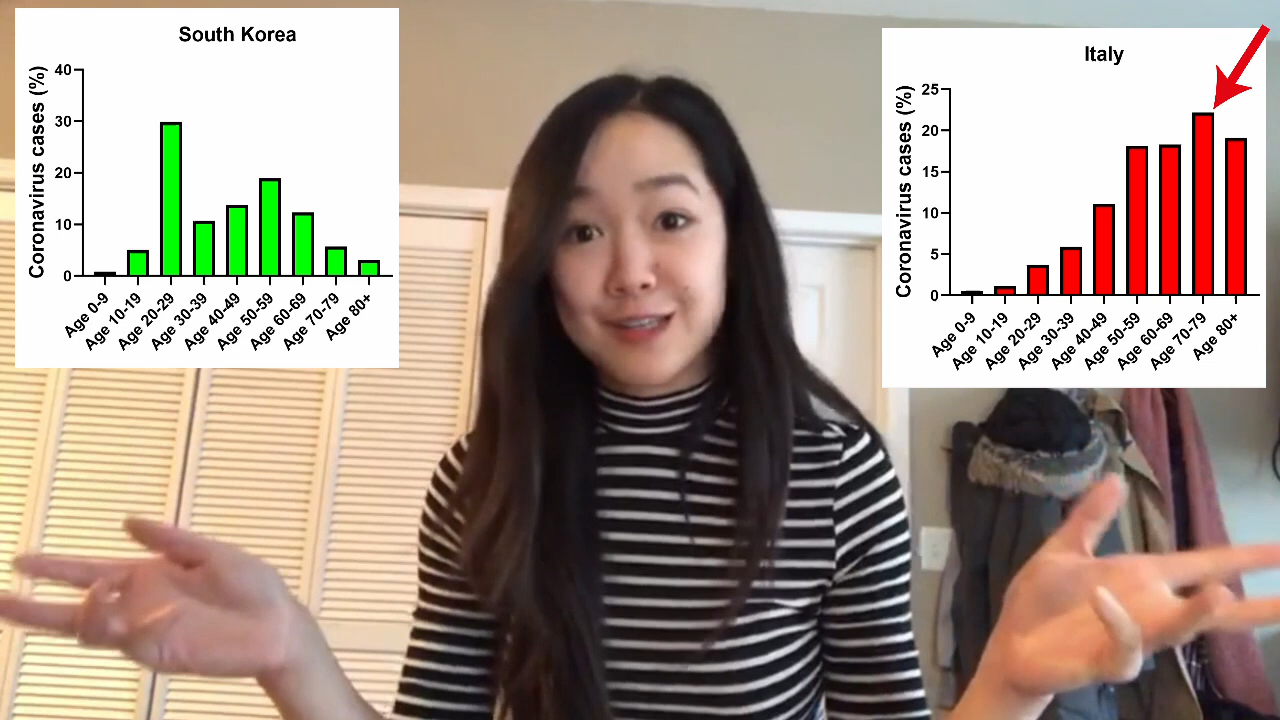 South Korea
Coronavirus cases (%)
40
30
20
10
0
Age 0-9
Age 10-19
Age 20-29
Age 30-39
Age 40-49
Age 50-59
Age 60-69
Age 70-79
Age 80+
Italy
Coronavirus cases (%)
25
20
15
10
5
0
Age 0-9
Age 10-19
Age 20-29
Age 30-39
Age 40-49
Age 50-59
Age 60-69
Age 70-79
Age 80+